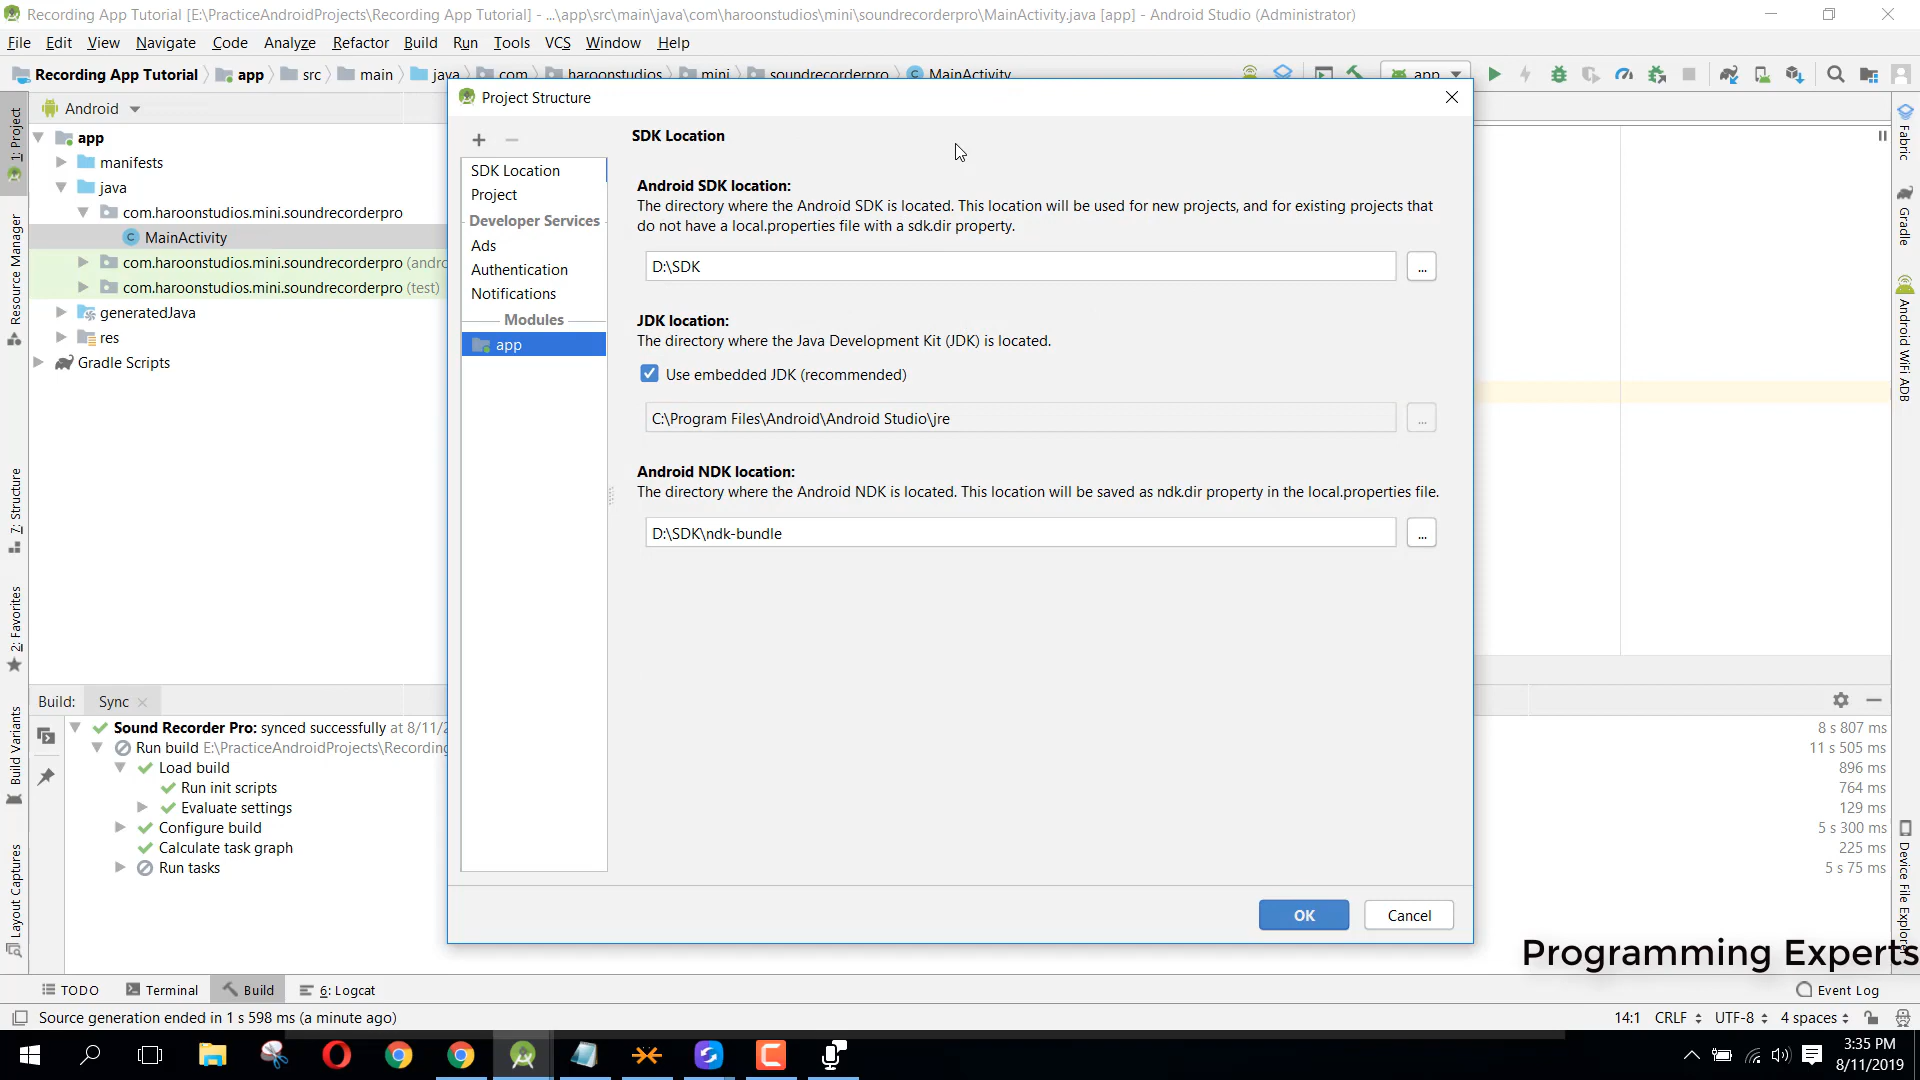 Recording App Tutorial [E:\PracticeAndroidProjects\Recording App Tutorial] - ...\app\src\main\java\com\haroonstudios\mini\soundrecorderpro\MainActivity.java [app] - Android Studio (Administrator)
File Edit View Navigate Code Analyze Refactor Build Run Tools VCS Window Help
Recording App Tutorial app src main java com haroonstudios mini soundrecorderpro MainActivity app
Android
Project Structure
1: Project
Resource Manager
7: Structure
2: Favorites
Build Variants
Layout Captures
app
manifests
java
com.haroonstudios.mini.soundrecorderpro
MainActivity
com.haroonstudios.mini.soundrecorderpro (andro
com.haroonstudios.mini.soundrecorderpro (test)
generatedJava
res
Gradle Scripts
SDK Location
Project
Developer Services
Ads
Authentication
Notifications
Modules
app
SDK Location
Android SDK location:
The directory where the Android SDK is located. This location will be used for new projects, and for existing projects that
do not have a local.properties file with a sdk.dir property.
D:\SDK
...
JDK location:
The directory where the Java Development Kit (JDK) is located.
Use embedded JDK (recommended)
C:\Program Files\Android\Android Studio\jre
...
Android NDK location:
The directory where the Android NDK is located. This location will be saved as ndk.dir property in the local.properties file.
D:\SDK\ndk-bundle
...
OK Cancel
Fabric
Gradle
Android WiFi ADB
Device File Explorer
Build: Sync
Sound Recorder Pro: synced successfully at 8/11/2 8 s 807 ms
Run build E:\PracticeAndroidProjects\Recording 11 s 505 ms
Load build 896 ms
Run init scripts 764 ms
Evaluate settings 129 ms
Configure build 5 s 300 ms
Calculate task graph 225 ms
Run tasks 5 s 75 ms
Programming Experts
TODO Terminal Build 6: Logcat Event Log
Source generation ended in 1 s 598 ms (a minute ago) 14:1 CRLF UTF-8 4 spaces
3:35 PM
8/11/2019